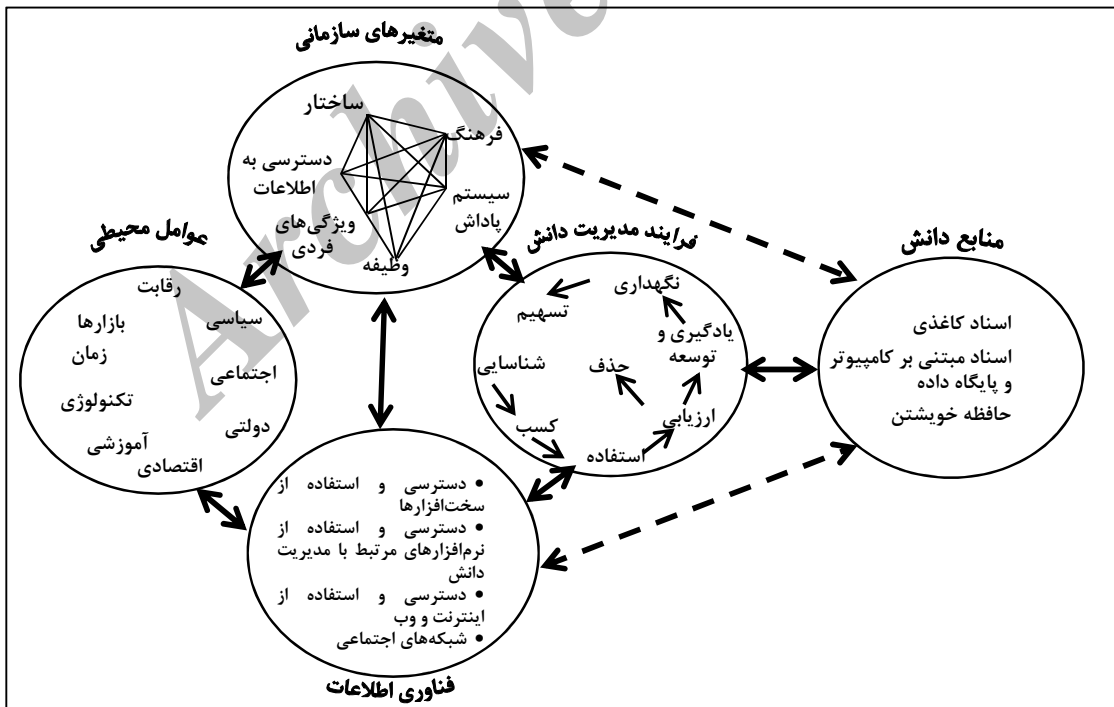 Archive
متغیرهای سازمانی
ساختار
فرهنگ
دسترسی به
اطلاعات
سیستم
پاداش
ویژگی‌های
فردی
وظیفه
عوامل محیطی
رقابت
سیاسی
بازارها
زمان
اجتماعی
تکنولوژی
دولتی
آموزشی
اقتصادی
فرایند مدیریت دانش
نگهداری
تسهیم
یادگیری و
توسعه
شناسایی
حذف
ارزیابی
کسب
استفاده
منابع دانش
اسناد کاغذی
اسناد مبتنی بر کامپیوتر
و پایگاه داده
حافظه خویشتن
• دسترسی و استفاده از
سخت‌افزارها
• دسترسی و استفاده از
نرم‌افزارهای مرتبط با مدیریت
دانش
• دسترسی و استفاده از
اینترنت و وب
• شبکه‌های اجتماعی
فناوری اطلاعات